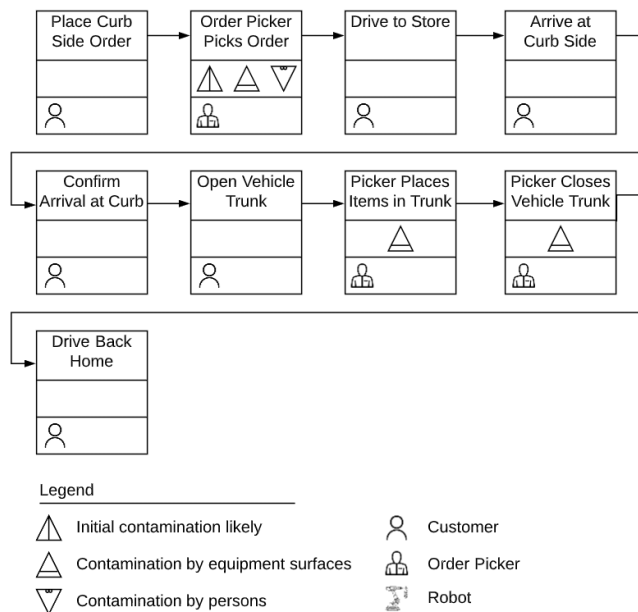 Place Curb
Side Order
Order Picker
Picks Order
Drive to Store
Arrive at
Curb Side
Confirm
Arrival at Curb
Open Vehicle
Trunk
Picker Places
Items in Trunk
Picker Closes
Vehicle Trunk
Drive Back
Home
Legend
Initial contamination likely
Contamination by equipment surfaces
Contamination by persons
Customer
Order Picker
Robot